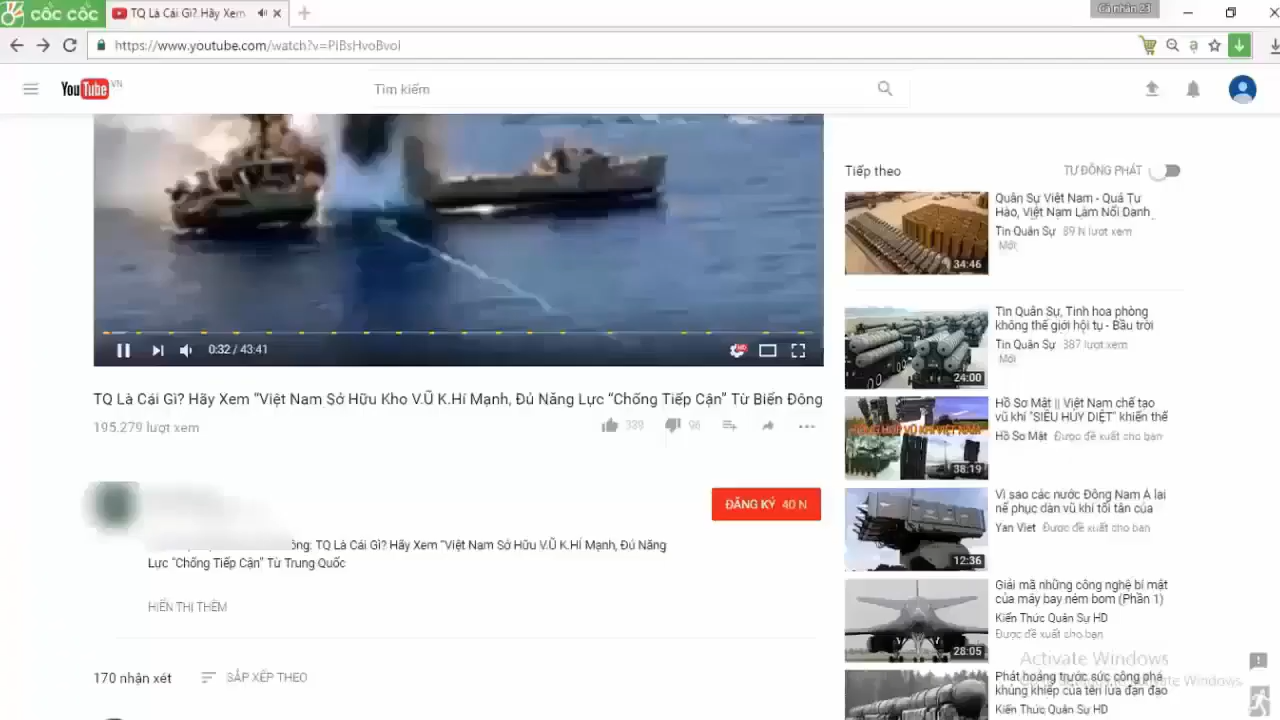 cốc cốc
TQ Là Cái Gì? Hãy Xem
Cá nhân 23
https://www.youtube.com/watch?v=PIBsHvoBvoI
YouTube VN
Tìm kiếm
0:32 / 43:41
HD
TQ Là Cái Gì? Hãy Xem “Việt Nam Sở Hữu Kho V.Ũ K.Hí Mạnh, Đủ Năng Lực “Chống Tiếp Cận” Từ Biển Đông
195.279 lượt xem
339
96
ĐĂNG KÝ 40 N
ông: TQ Là Cái Gì? Hãy Xem “Việt Nam Sở Hữu V.Ũ K.Hí Mạnh, Đủ Năng
Lực “Chống Tiếp Cận” Từ Trung Quốc
HIỂN THỊ THÊM
170 nhận xét
SẮP XẾP THEO
Tiếp theo
TỰ ĐỘNG PHÁT
Quân Sự Việt Nam - Quá Tự
Hào, Việt Nam Làm Nổi Danh
Tin Quân Sự 89 N lượt xem
Mới
34:46
Tin Quân Sự, Tinh hoa phòng
không thế giới hội tụ - Bầu trời
Tin Quân Sự 387 lượt xem
Mới
24:00
Hồ Sơ Mật || Việt Nam chế tạo
vũ khí “SIÊU HỦY DIỆT” khiến thế
Hồ Sơ Mật Được đề xuất cho bạn
38:19
Vì sao các nước Đông Nam Á lại
nể phục dàn vũ khí tối tân của
Yan Viet Được đề xuất cho bạn
12:36
Giải mã những công nghệ bí mật
của máy bay ném bom (Phần 1)
Kiến Thức Quân Sự HD
Được đề xuất cho bạn
28:05
Activate Windows
Phát hoảng trước sức công phá
khủng khiếp của tên lửa đạn đạo
Kiến Thức Quân Sự HD